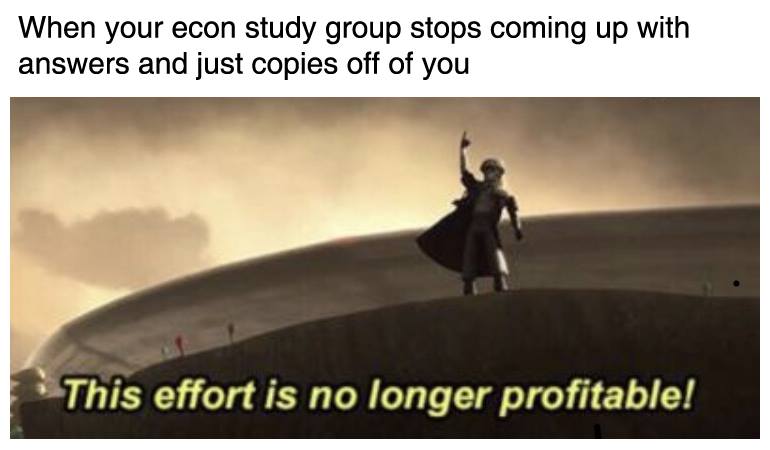 When your econ study group stops coming up with
answers and just copies off of you
This effort is no longer profitable!